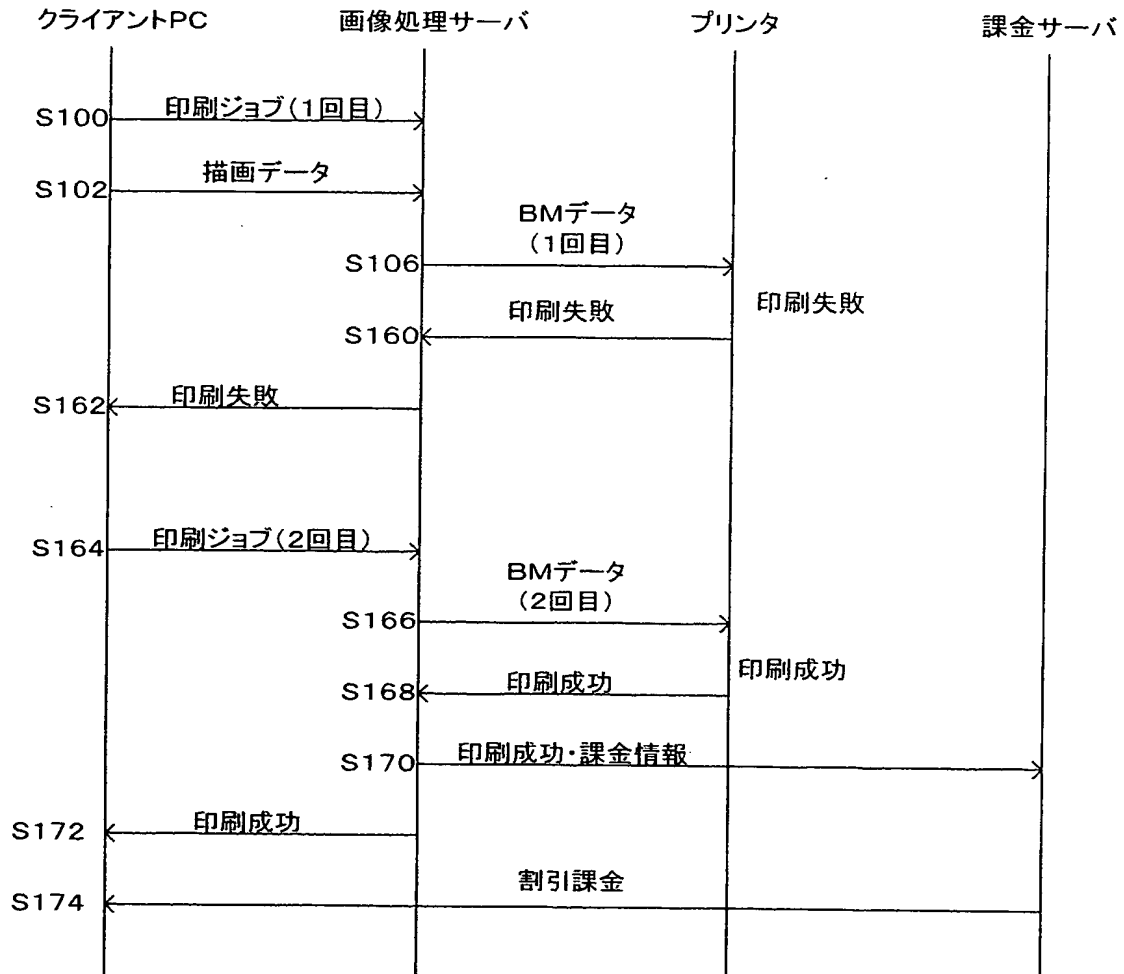 クライアントPC
画像処理サーバ
プリンタ
課金サーバ
S100
印刷ジョブ(1回目)
S102
描画データ
BMデータ
(1回目)
S106
印刷失敗
S160
印刷失敗
S162
印刷失敗
S164
印刷ジョブ(2回目)
BMデータ
(2回目)
S166
印刷成功
S168
印刷成功
S170
印刷成功・課金情報
S172
印刷成功
S174
割引課金